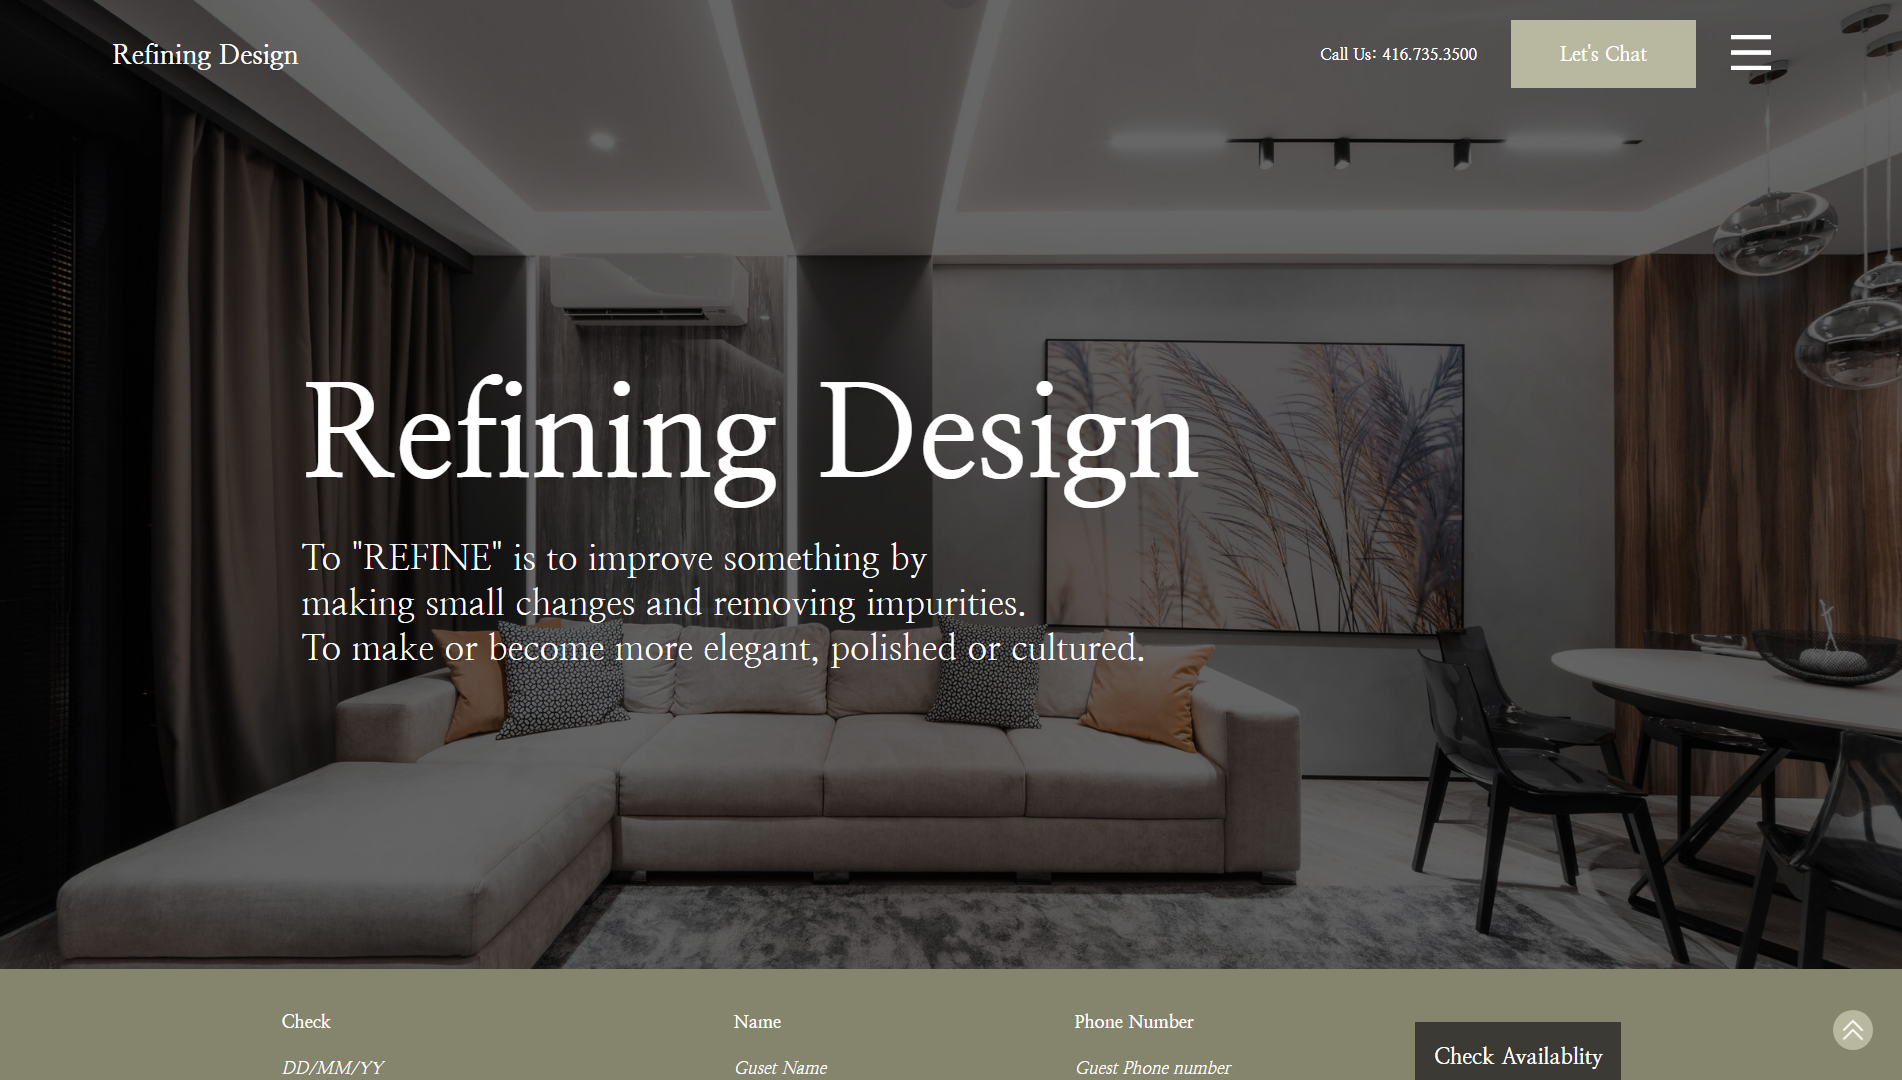 Refining Design
Call Us: 416.735.3500
Let's Chat
Refining Design
To "REFINE" is to improve something by
making small changes and removing impurities.
To make or become more elegant, polished or cultured.
Check
Name
Phone Number
DD/MM/YY
Guset Name
Guest Phone number
Check Availablity